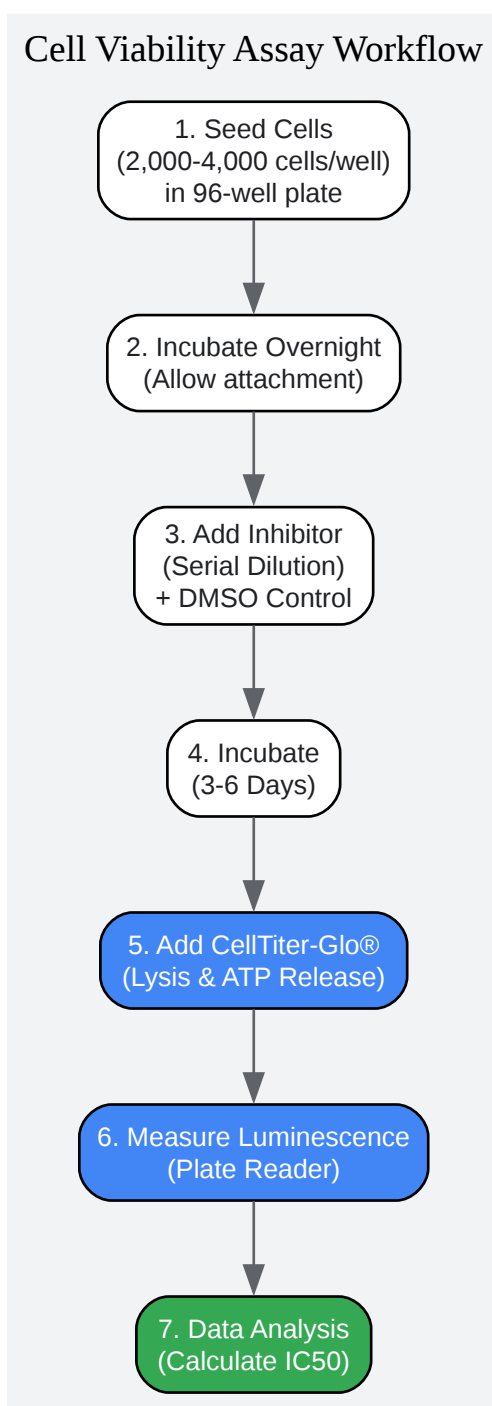 Cell Viability Assay Workflow
1. Seed Cells
(2,000-4,000 cells/well)
in 96-well plate
2. Incubate Overnight
(Allow attachment)
3. Add Inhibitor
(Serial Dilution)
+ DMSO Control
4. Incubate
(3-6 Days)
5. Add CellTiter-Glo®
(Lysis & ATP Release)
6. Measure Luminescence
(Plate Reader)
7. Data Analysis
(Calculate IC50)